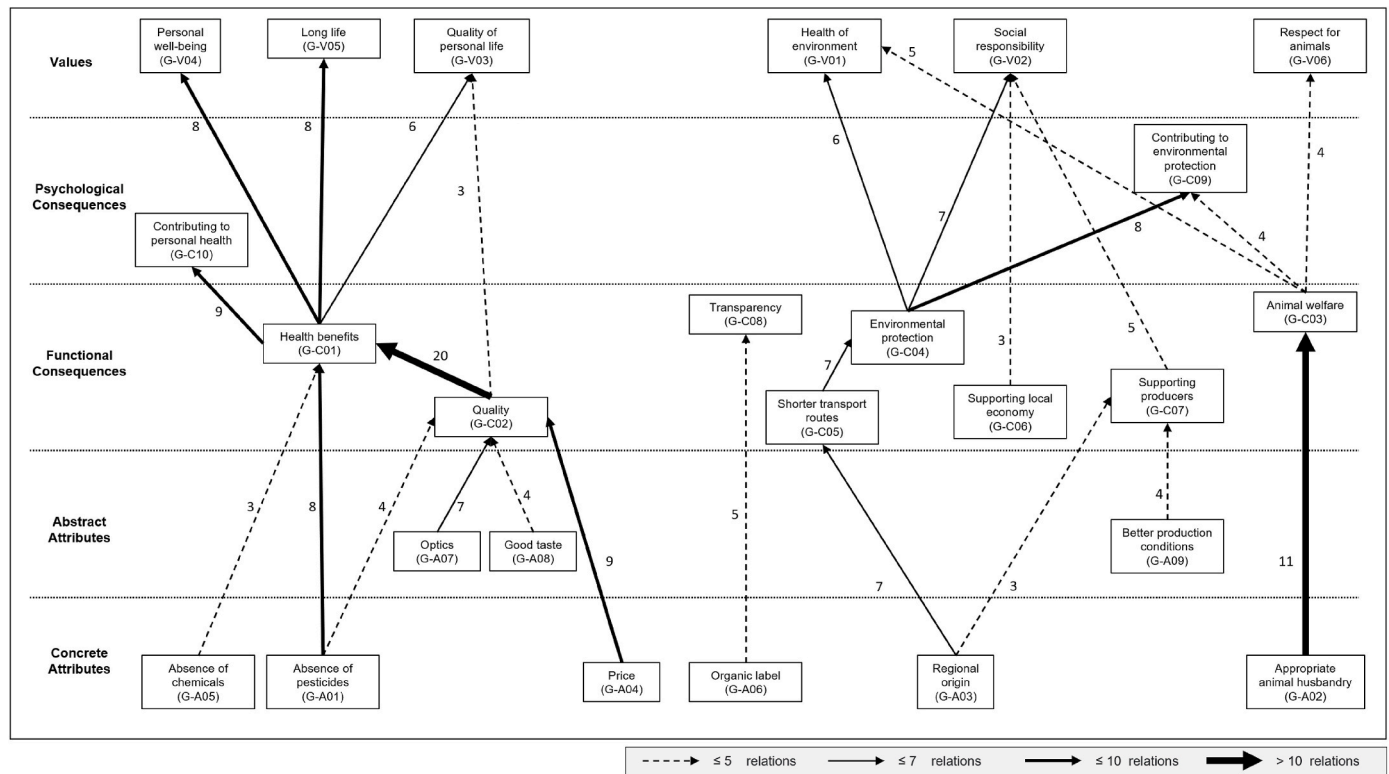 Values
Personal
well-being
(G-V04)
Long life
(G-V05)
Quality of
personal life
(G-V03)
Health of
environment
(G-V01)
Social
responsibility
(G-V02)
Respect for
animals
(G-V06)
5
8
8
6
6
4
3
7
8
4
Psychological
Consequences
Contributing to
personal health
(G-C10)
Contributing to
environmental
protection
(G-C09)
9
Functional
Consequences
Health benefits
(G-C01)
Transparency
(G-C08)
Environmental
protection
(G-C04)
Animal welfare
(G-C03)
20
7
3
5
Quality
(G-C02)
Shorter transport
routes
(G-C05)
Supporting local
economy
(G-C06)
Supporting
producers
(G-C07)
Abstract
Attributes
3
8
4
7
4
5
4
Optics
(G-A07)
Good taste
(G-A08)
Better production
conditions
(G-A09)
9
7
3
11
Concrete
Attributes
Absence of
chemicals
(G-A05)
Absence of
pesticides
(G-A01)
Price
(G-A04)
Organic label
(G-A06)
Regional
origin
(G-A03)
Appropriate
animal husbandry
(G-A02)
≤ 5 relations
≤ 7 relations
≤ 10 relations
> 10 relations